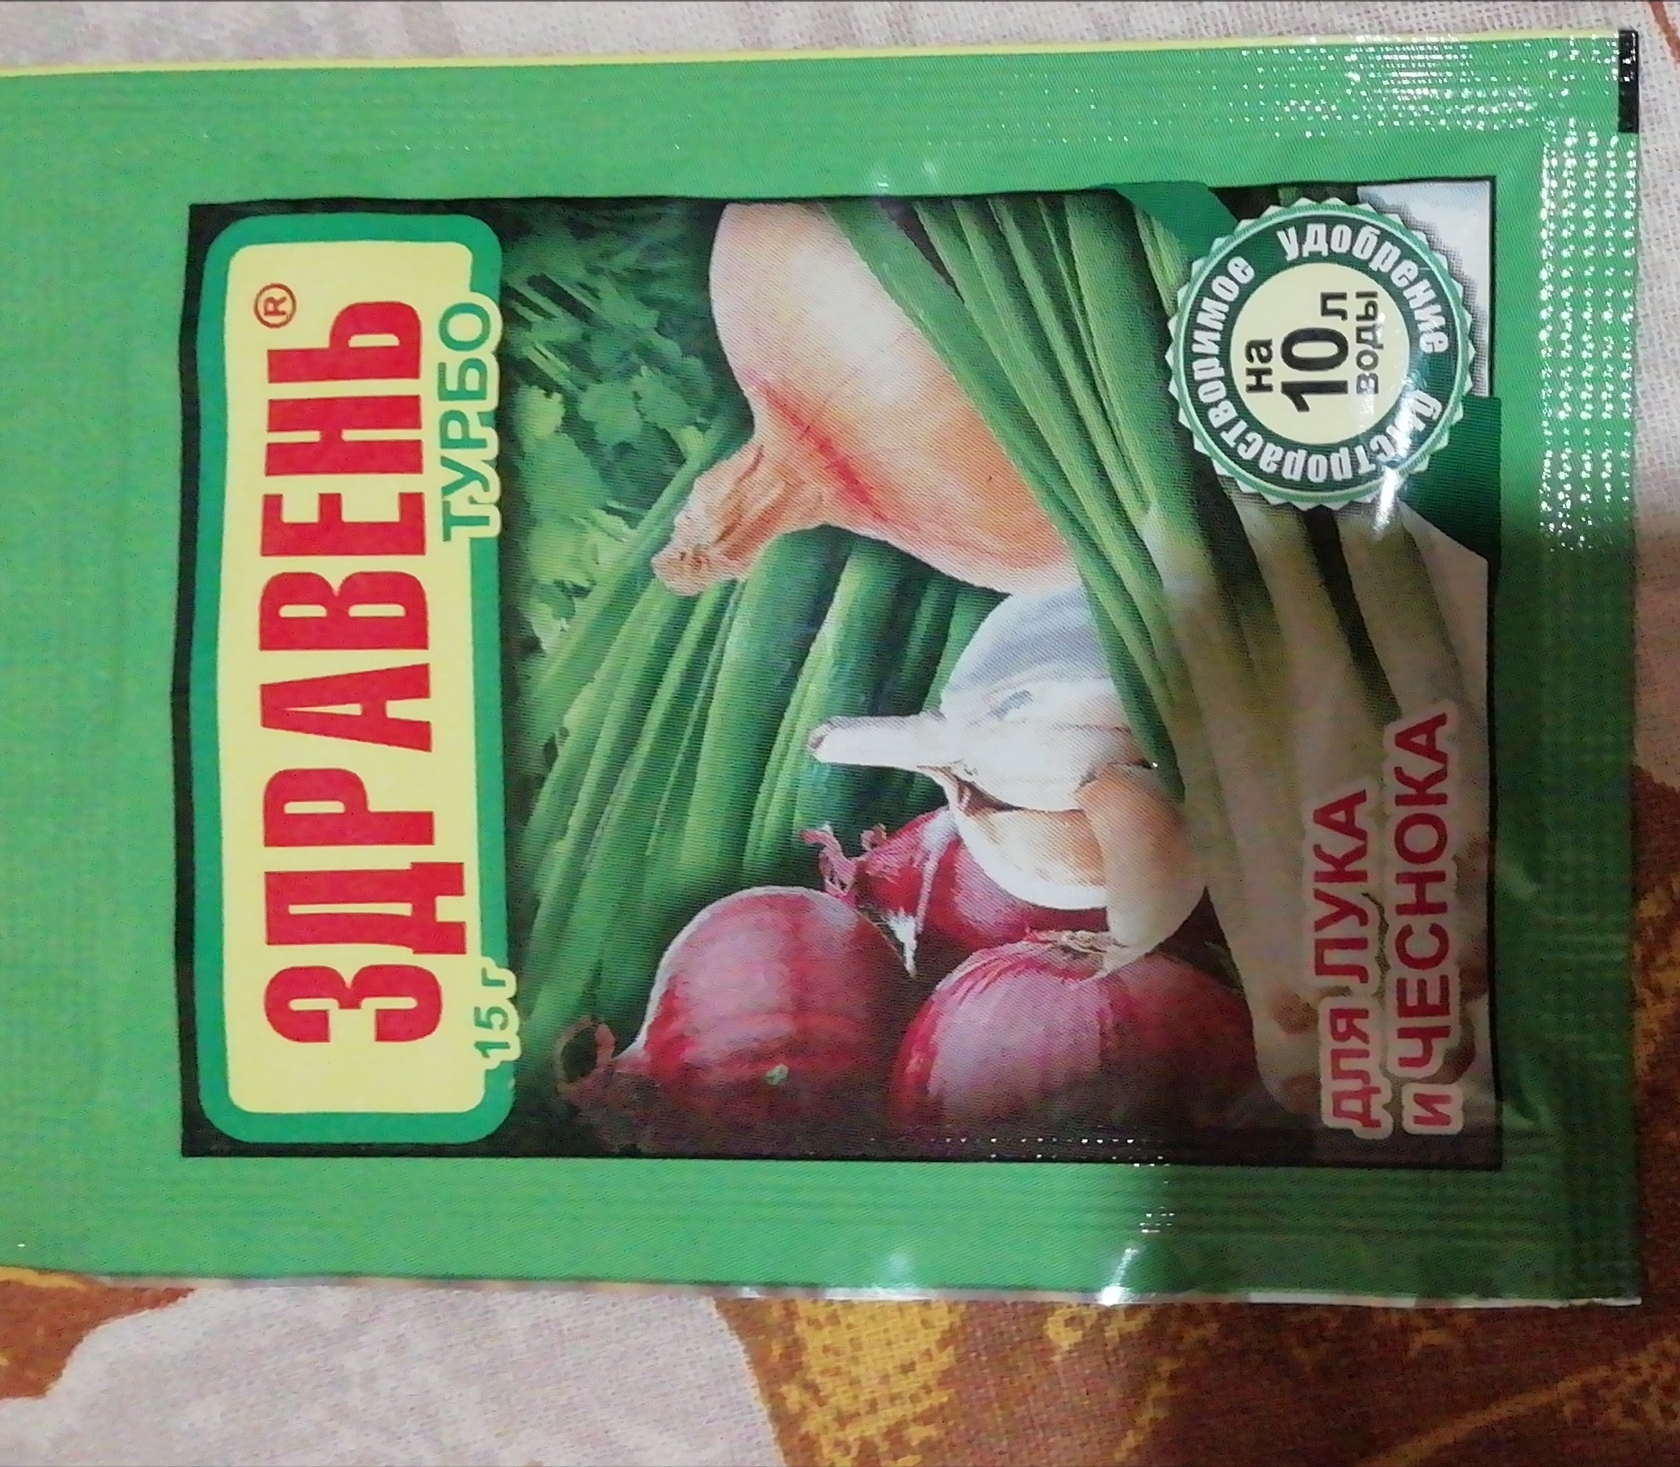 ЗДРАВЕНЬ®
ТУРБО
15 г
удобрение быстрорастворимое
на
10 л
воды
для ЛУКА
и ЧЕСНОКА